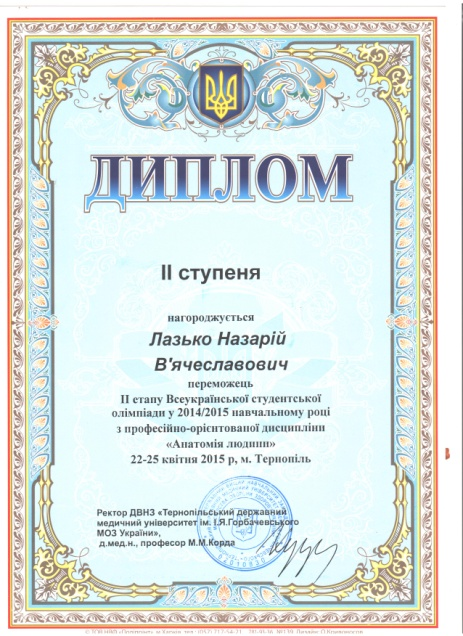 ДИПЛОМ
ІІ ступеня
нагороджується
Лазько Назарій
В'ячеславович
переможець
ІІ етапу Всеукраїнської студентської
олімпіади у 2014/2015 навчальному році
з професійно-орієнтованої дисципліни
«Анатомія людини»
22-25 квітня 2015 р, м. Тернопіль
Ректор ДВНЗ «Тернопільський державний
медичний університет ім. І.Я.Горбачевського
МОЗ України»,
д.мед.н., професор М.М.Корда